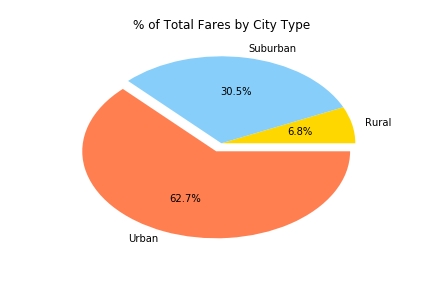 % of Total Fares by City Type
Suburban
30.5%
Rural
6.8%
62.7%
Urban